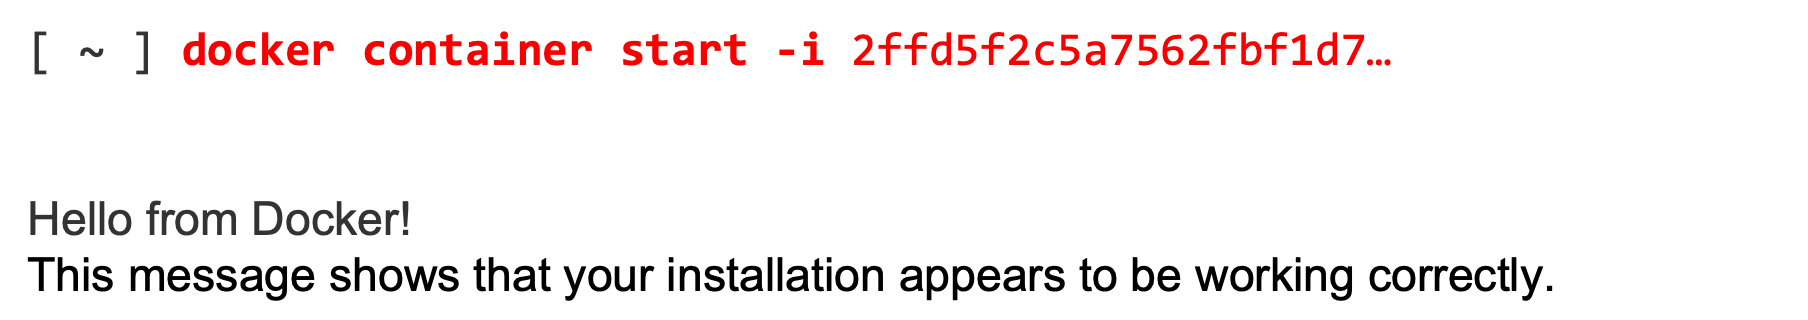 [ ~ ] docker container start -i 2ffd5f2c5a7562fbf1d7…
Hello from Docker!
This message shows that your installation appears to be working correctly.